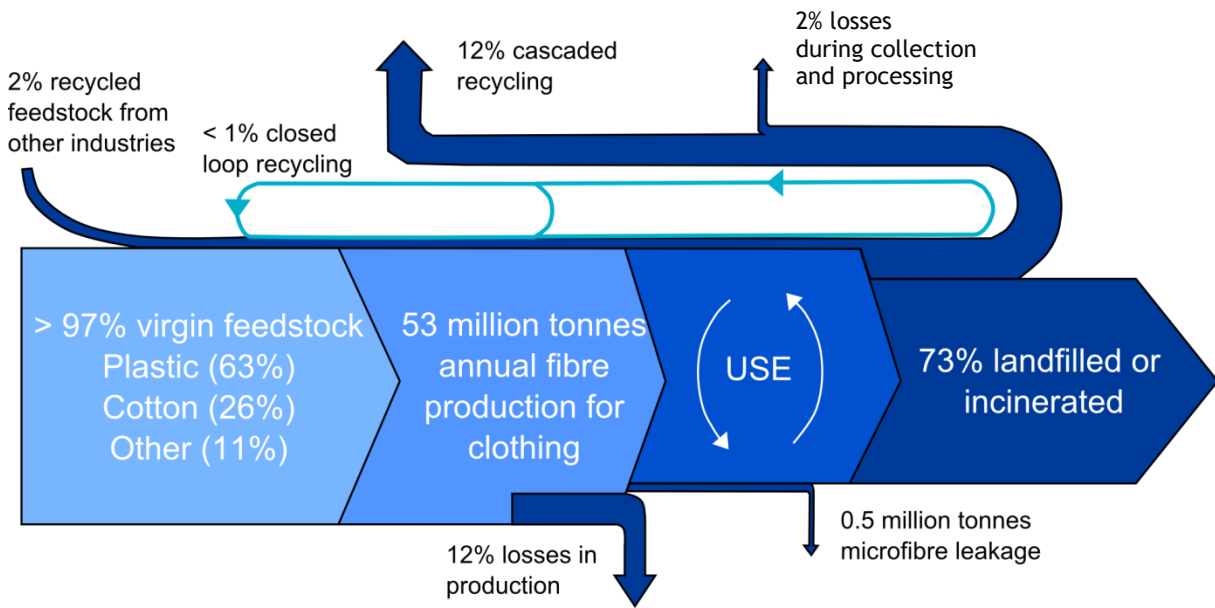 2% recycled
feedstock from
other industries
< 1% closed
loop recycling
12% cascaded
recycling
2% losses
during collection
and processing
> 97% virgin feedstock
Plastic (63%)
Cotton (26%)
Other (11%)
53 million tonnes
annual fibre
production for
clothing
USE
73% landfilled or
incinerated
12% losses in
production
0.5 million tonnes
microfibre leakage